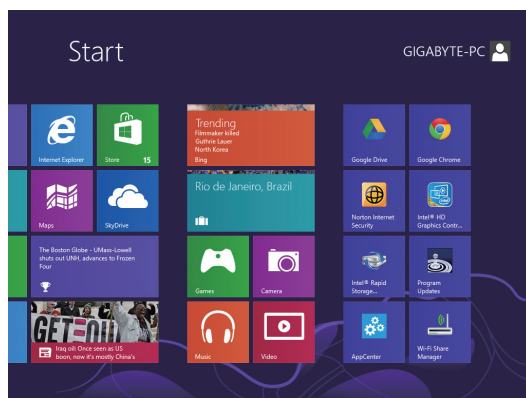 Start
GIGABYTE-PC
Internet Explorer
Store
15
Maps
SkyDrive
The Boston Globe - UMass-Lowell
shuts out UNH, advances to Frozen
Four
GET OUT
Iraq oil: Once seen as US
boon, now it's mostly China's
Trending
Filmmaker killed
Guthrie Lauer
North Korea
Bing
Rio de Janeiro, Brazil
Games
Camera
Music
Video
Google Drive
Google Chrome
Norton Internet
Security
Intel® HD
Graphics Contr...
Intel® Rapid
Storage...
Program
Updates
AppCenter
Wi-Fi Share
Manager